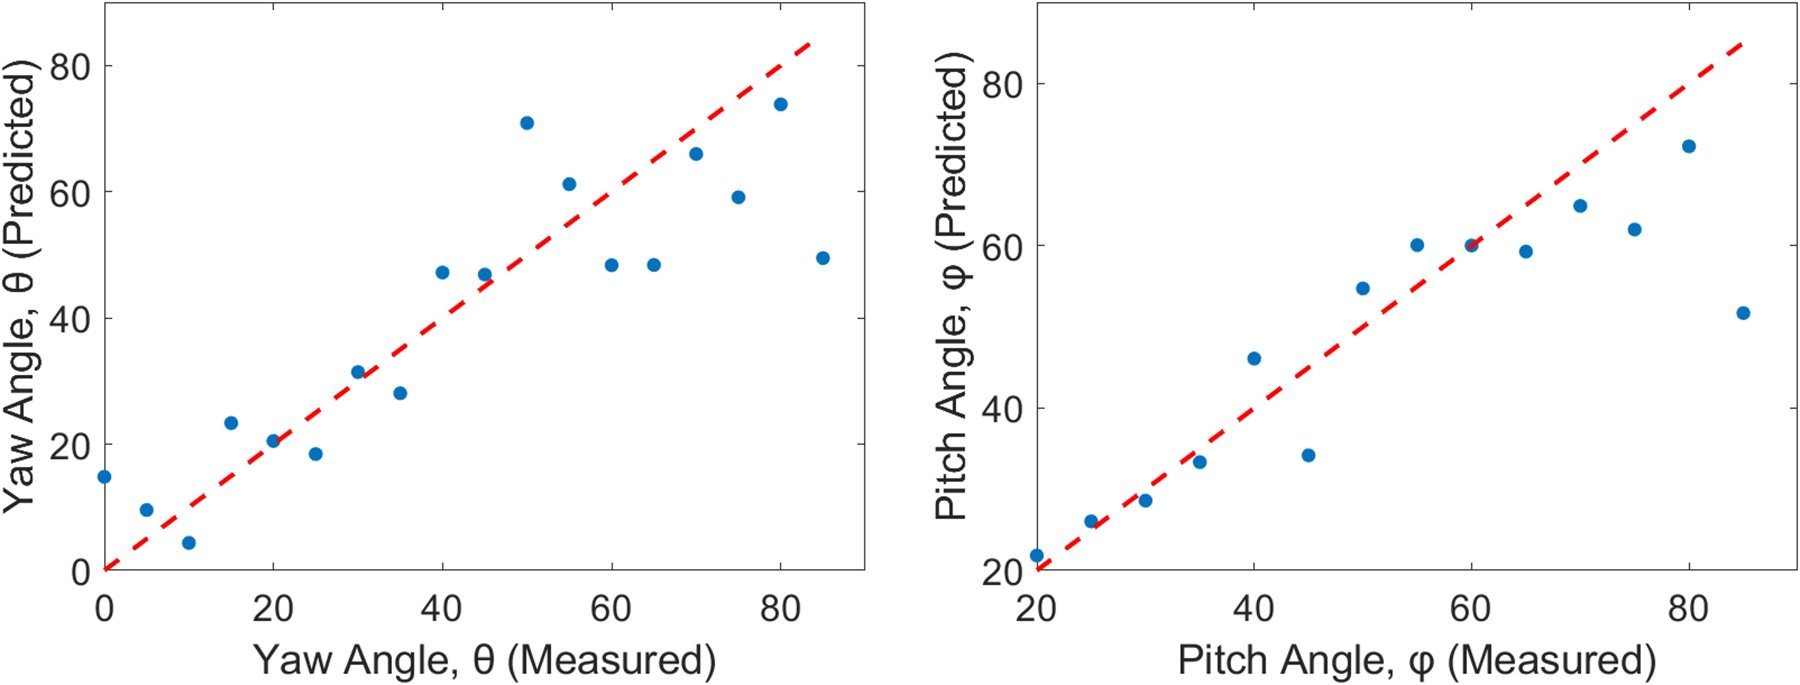 Yaw Angle, θ (Predicted)
80
60
40
20
0
0 20 40 60 80
Yaw Angle, θ (Measured)
Pitch Angle, φ (Predicted)
80
60
40
20
20 40 60 80
Pitch Angle, φ (Measured)